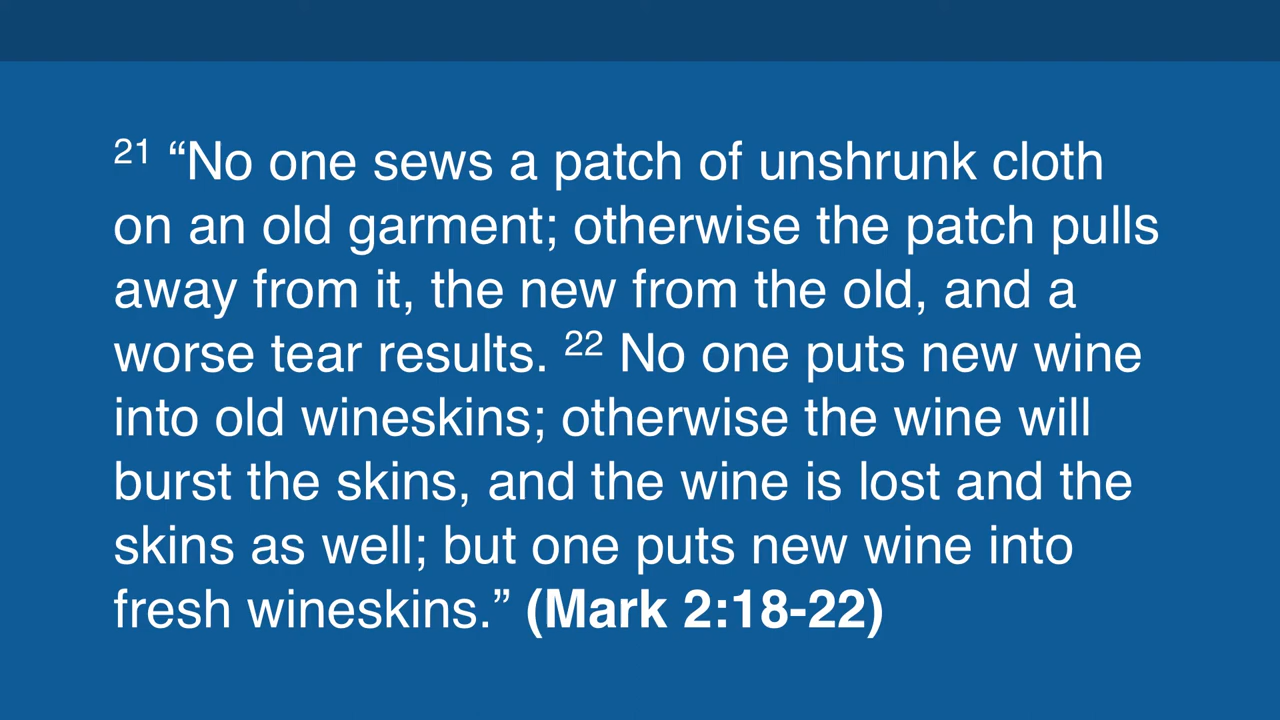 21 “No one sews a patch of unshrunk cloth
on an old garment; otherwise the patch pulls
away from it, the new from the old, and a
worse tear results. 22 No one puts new wine
into old wineskins; otherwise the wine will
burst the skins, and the wine is lost and the
skins as well; but one puts new wine into
fresh wineskins.” (Mark 2:18-22)